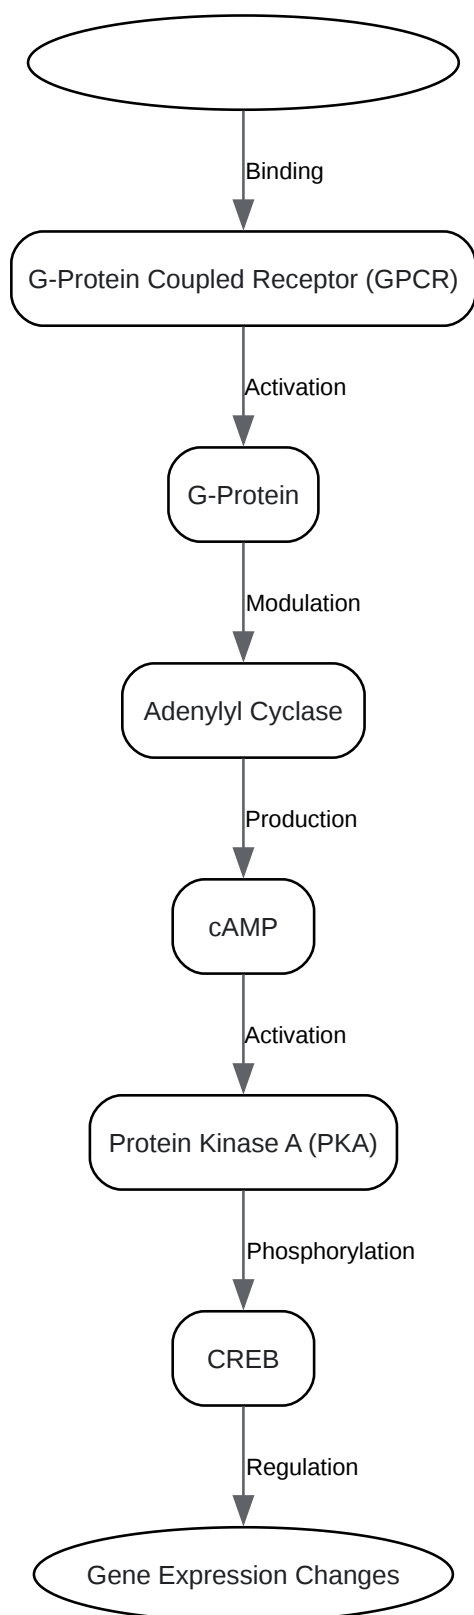 Binding
G-Protein Coupled Receptor (GPCR)
Activation
G-Protein
Modulation
Adenylyl Cyclase
Production
cAMP
Activation
Protein Kinase A (PKA)
Phosphorylation
CREB
Regulation
Gene Expression Changes